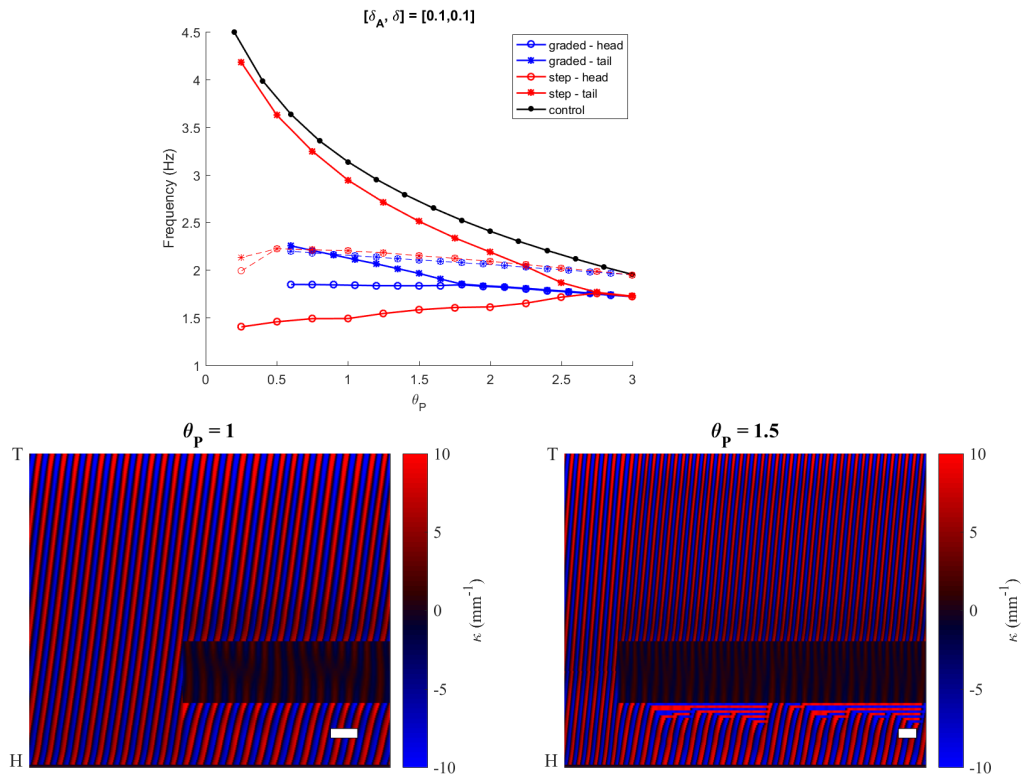 [δA, δ] = [0.1,0.1]
4.5
4
3.5
3
2.5
2
1.5
1
Frequency (Hz)
0 0.5 1 1.5 2 2.5 3
θP
graded - head
graded - tail
step - head
step - tail
control
θP = 1
T
H
10
5
0
-5
-10
κ (mm-1)
θP = 1.5
T
H
10
5
0
-5
-10
κ (mm-1)